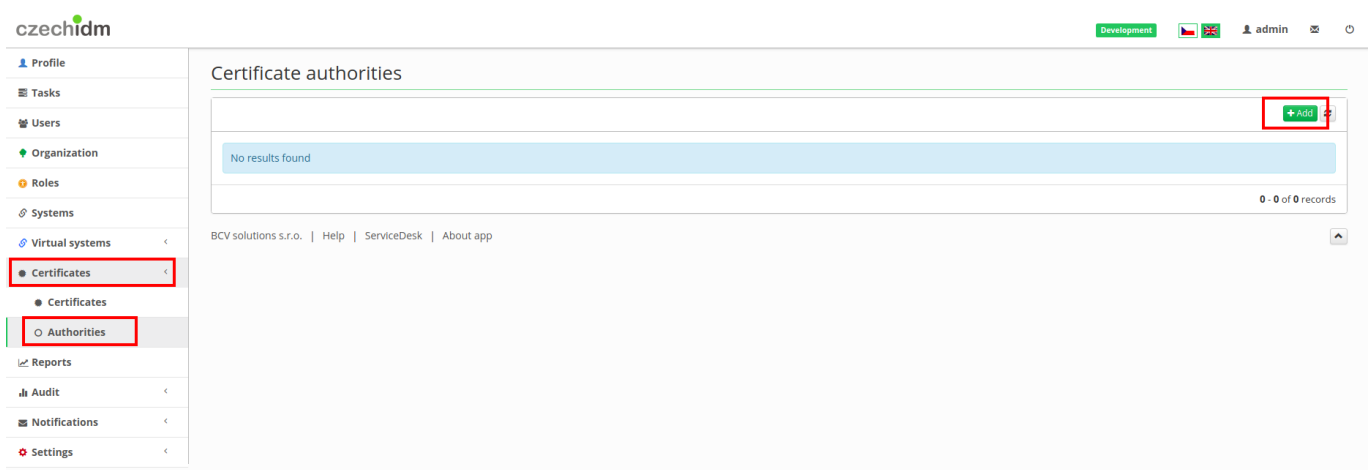 czechidm
Development
admin
Profile
Tasks
Users
Organization
Roles
Systems
Virtual systems
Certificates
Certificates
Authorities
Reports
Audit
Notifications
Settings
Certificate authorities
+ Add
No results found
0 - 0 of 0 records
BCV solutions s.r.o. | Help | ServiceDesk | About app